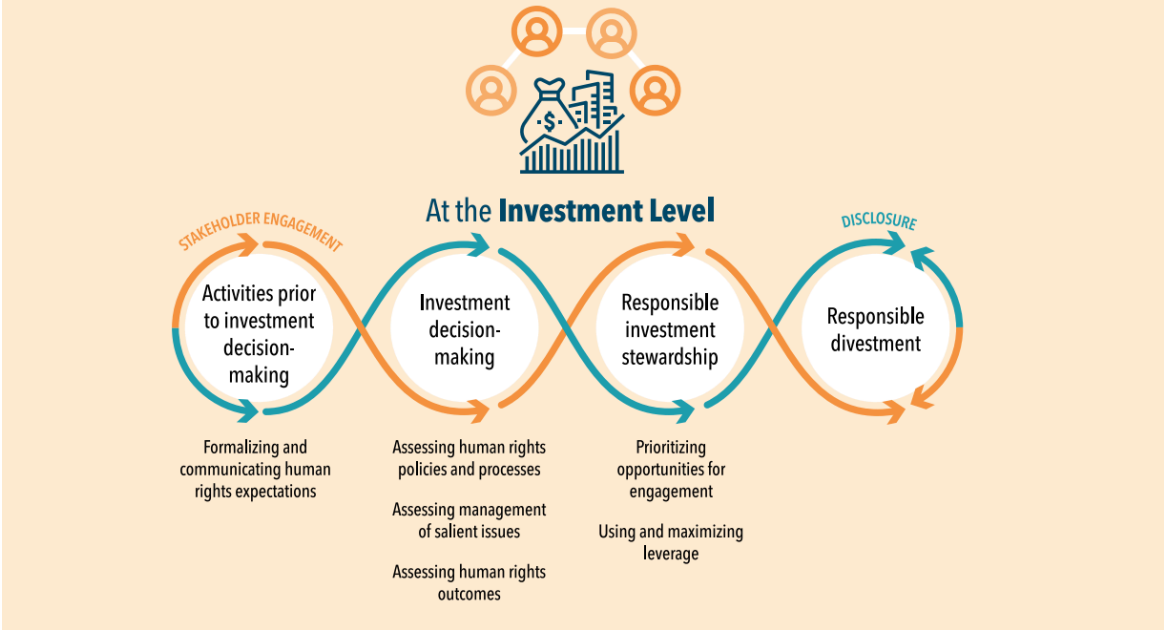 $
At the Investment Level
STAKEHOLDER ENGAGEMENT
DISCLOSURE
Activities prior
to investment
decision-
making
Investment
decision-
making
Responsible
investment
stewardship
Responsible
divestment
Formalizing and
communicating human
rights expectations
Assessing human rights
policies and processes
Assessing management
of salient issues
Assessing human rights
outcomes
Prioritizing
opportunities for
engagement
Using and maximizing
leverage